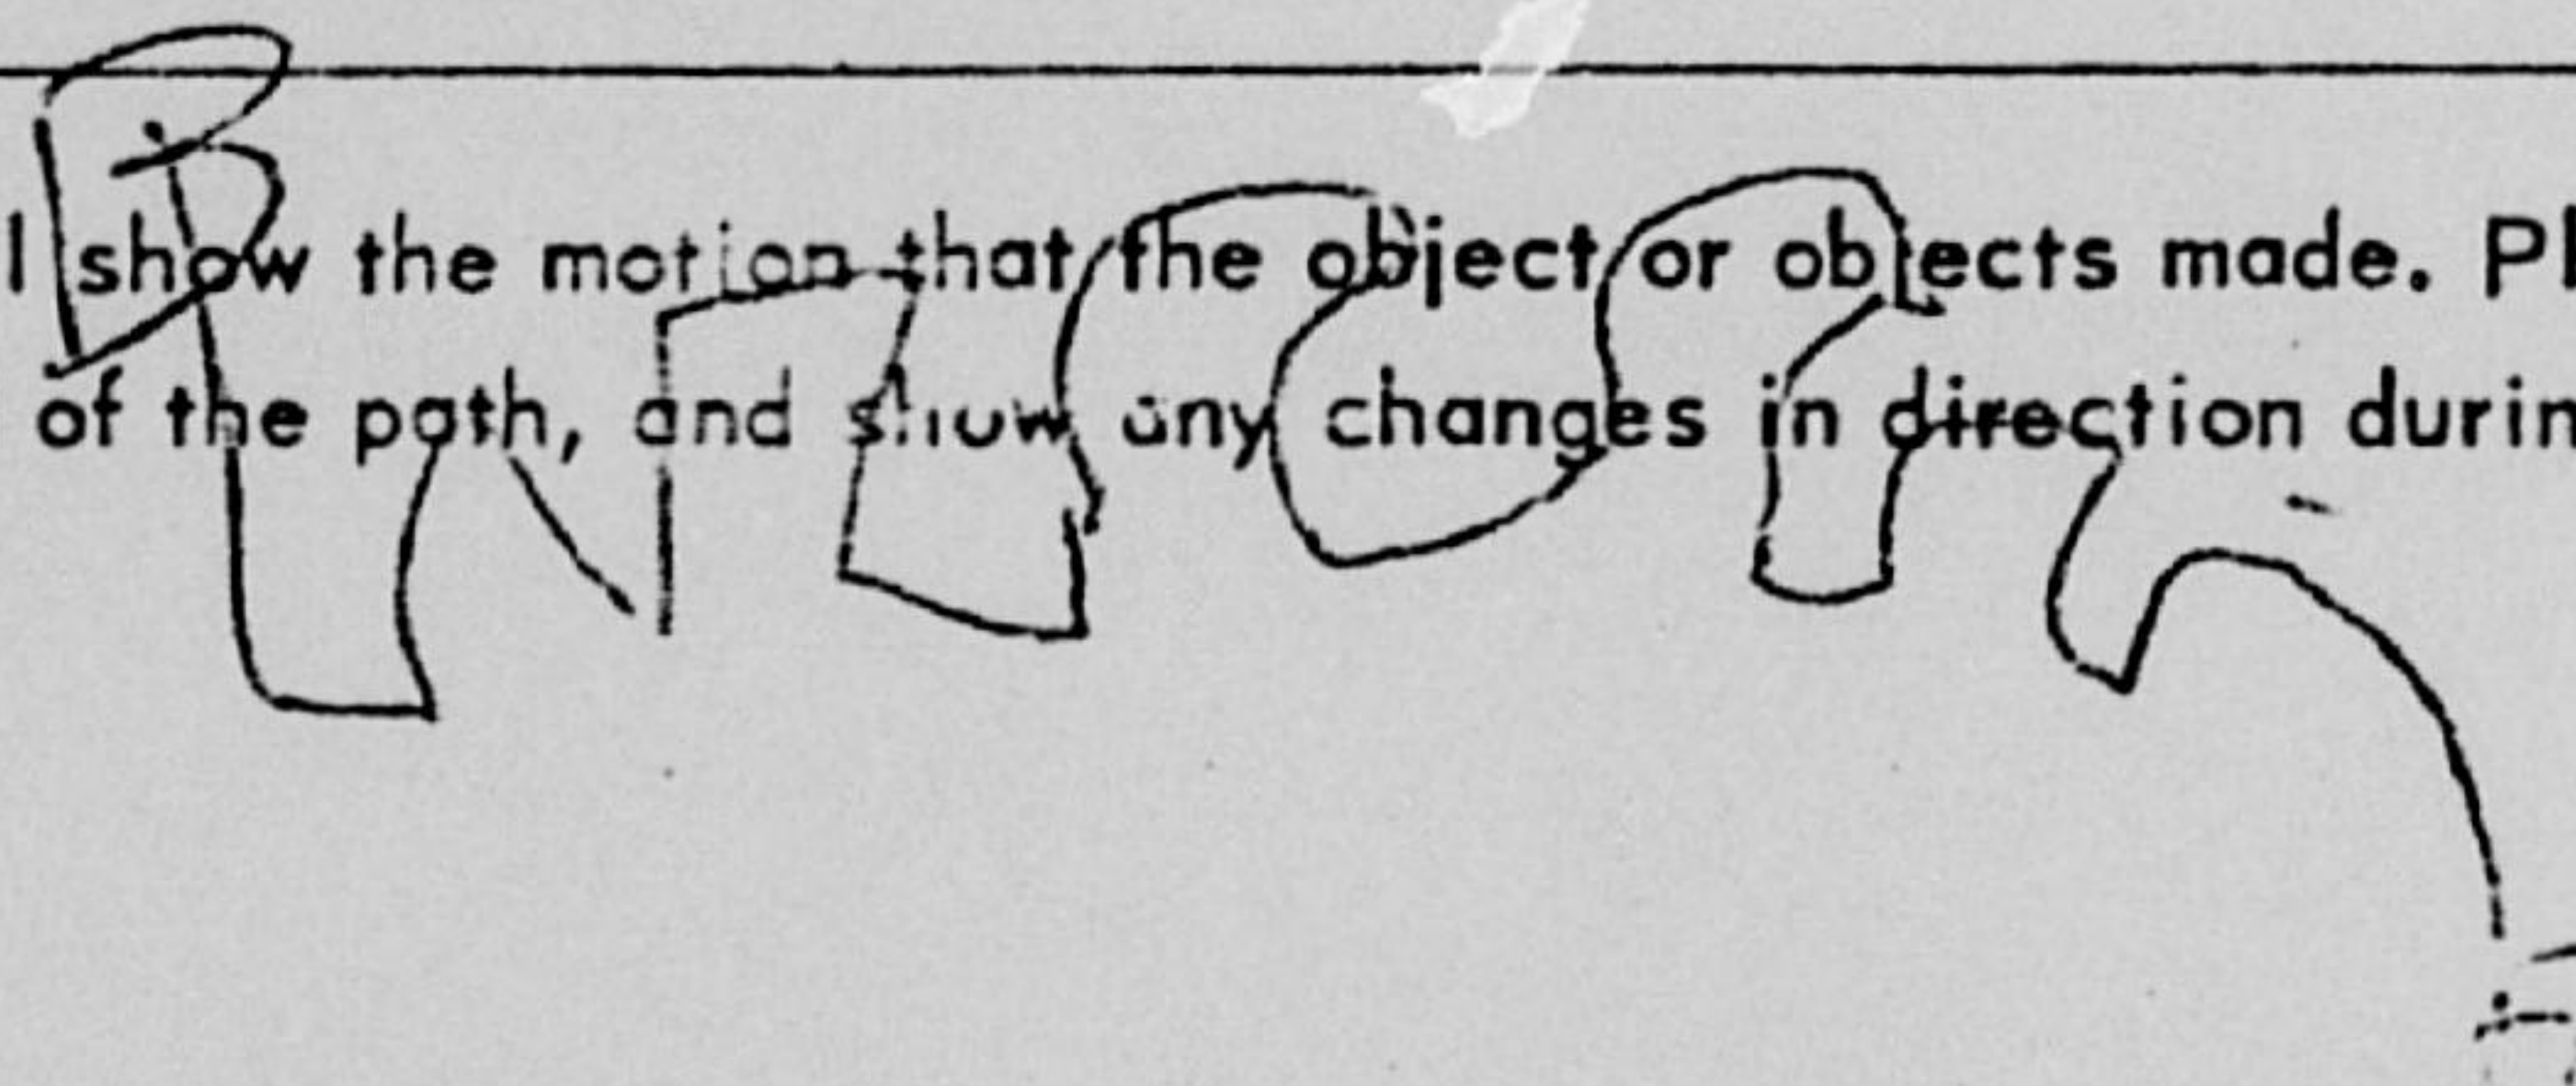 B
l show the motion that the object or objects made. Pl
of the path, and show any changes in direction durin